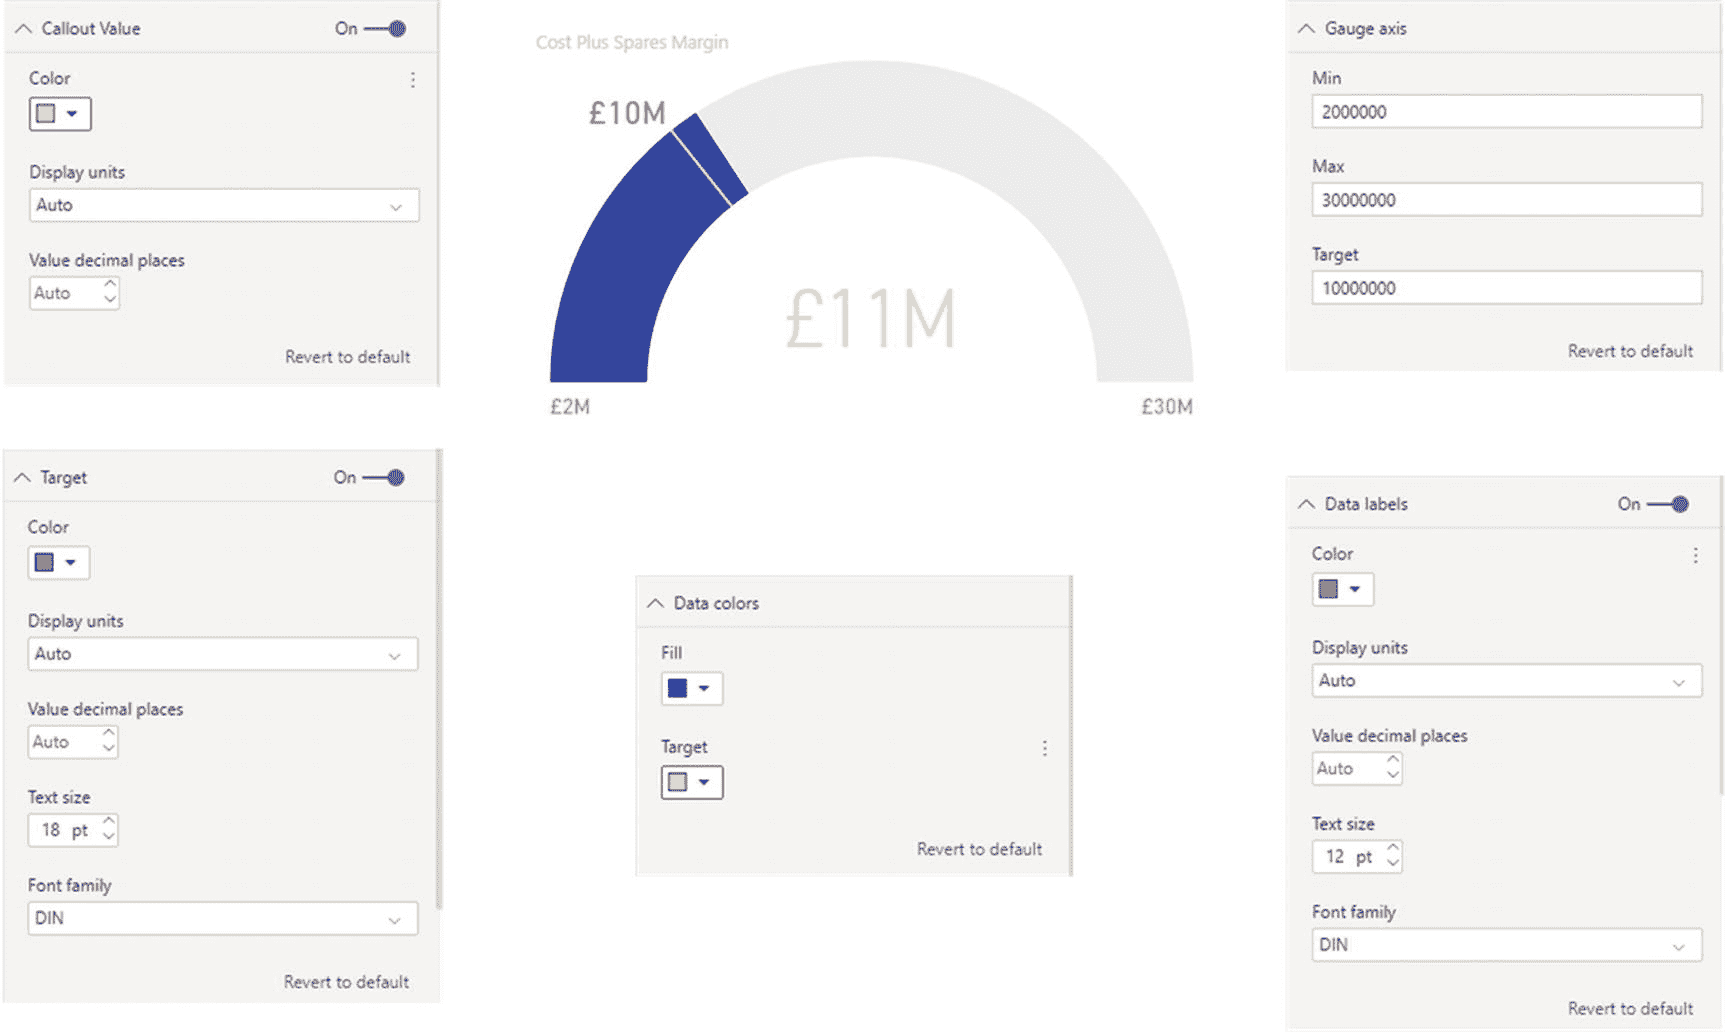 Callout Value On
Color
Display units
Auto
Value decimal places
Auto
Revert to default
Cost Plus Spares Margin
£10M
£11M
£2M £30M
Gauge axis
Min
2000000
Max
30000000
Target
10000000
Revert to default
Target On
Color
Display units
Auto
Value decimal places
Auto
Text size
18 pt
Font family
DIN
Revert to default
Data colors
Fill
Target
Revert to default
Data labels On
Color
Display units
Auto
Value decimal places
Auto
Text size
12 pt
Font family
DIN
Revert to default